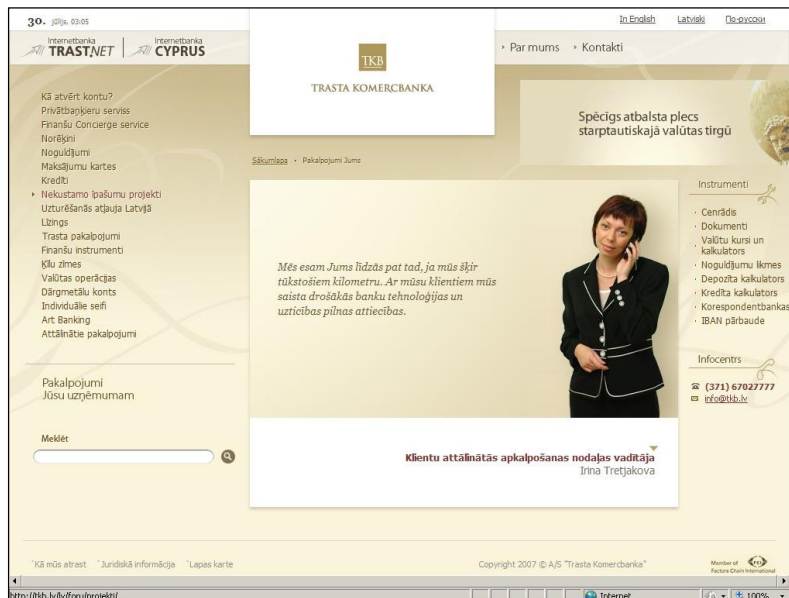 30. jūlijs, 03:05
In English Latviski По-русски
Internetbanka
TRAST.NET
Internetbanka
CYPRUS
TKB
TRASTA KOMERCBANKA
Par mums Kontakti
Spēcīgs atbalsta plecs
starptautiskajā valūtas tirgū
Kā atvērt kontu?
Privātbaņķieru serviss
Finanšu Concierge service
Norēķini
Noguldījumi
Maksājumu kartes
Kredīti
Nekustamo īpašumu projekti
Uzturēšanās atļauja Latvijā
Līzings
Trasta pakalpojumi
Finanšu instrumenti
Ķīlu zīmes
Valūtas operācijas
Dārgmetālu konts
Individuālie seifi
Art Banking
Attālinātie pakalpojumi
Pakalpojumi
Jūsu uzņēmumam
Meklēt
Sākumlapa • Pakalpojumi Jums
Mēs esam Jums līdzās pat tad, ja mūs šķir
tūkstošiem kilometru. Ar mūsu klientiem mūs
saista drošākās banku tehnoloģijas un
uzticības pilnas attiecības.
Klientu attālinātās apkalpošanas nodaļas vadītāja
Irina Tretjakova
Instrumenti
Cenrādis
Dokumenti
Valūtu kursi un
kalkulators
Noguldījumu likmes
Depozīta kalkulators
Kredīta kalkulators
Korespondentbankas
IBAN pārbaude
Infocentrs
(371) 67027777
info@tkb.lv
Kā mūs atrast Juridiskā informācija Lapas karte
Copyright 2007 © A/S "Trasta Komercbanka"
Member of
Factors Chain International
FCI
http://tkb.lv/lv/foru/projekti/
Internet
100%